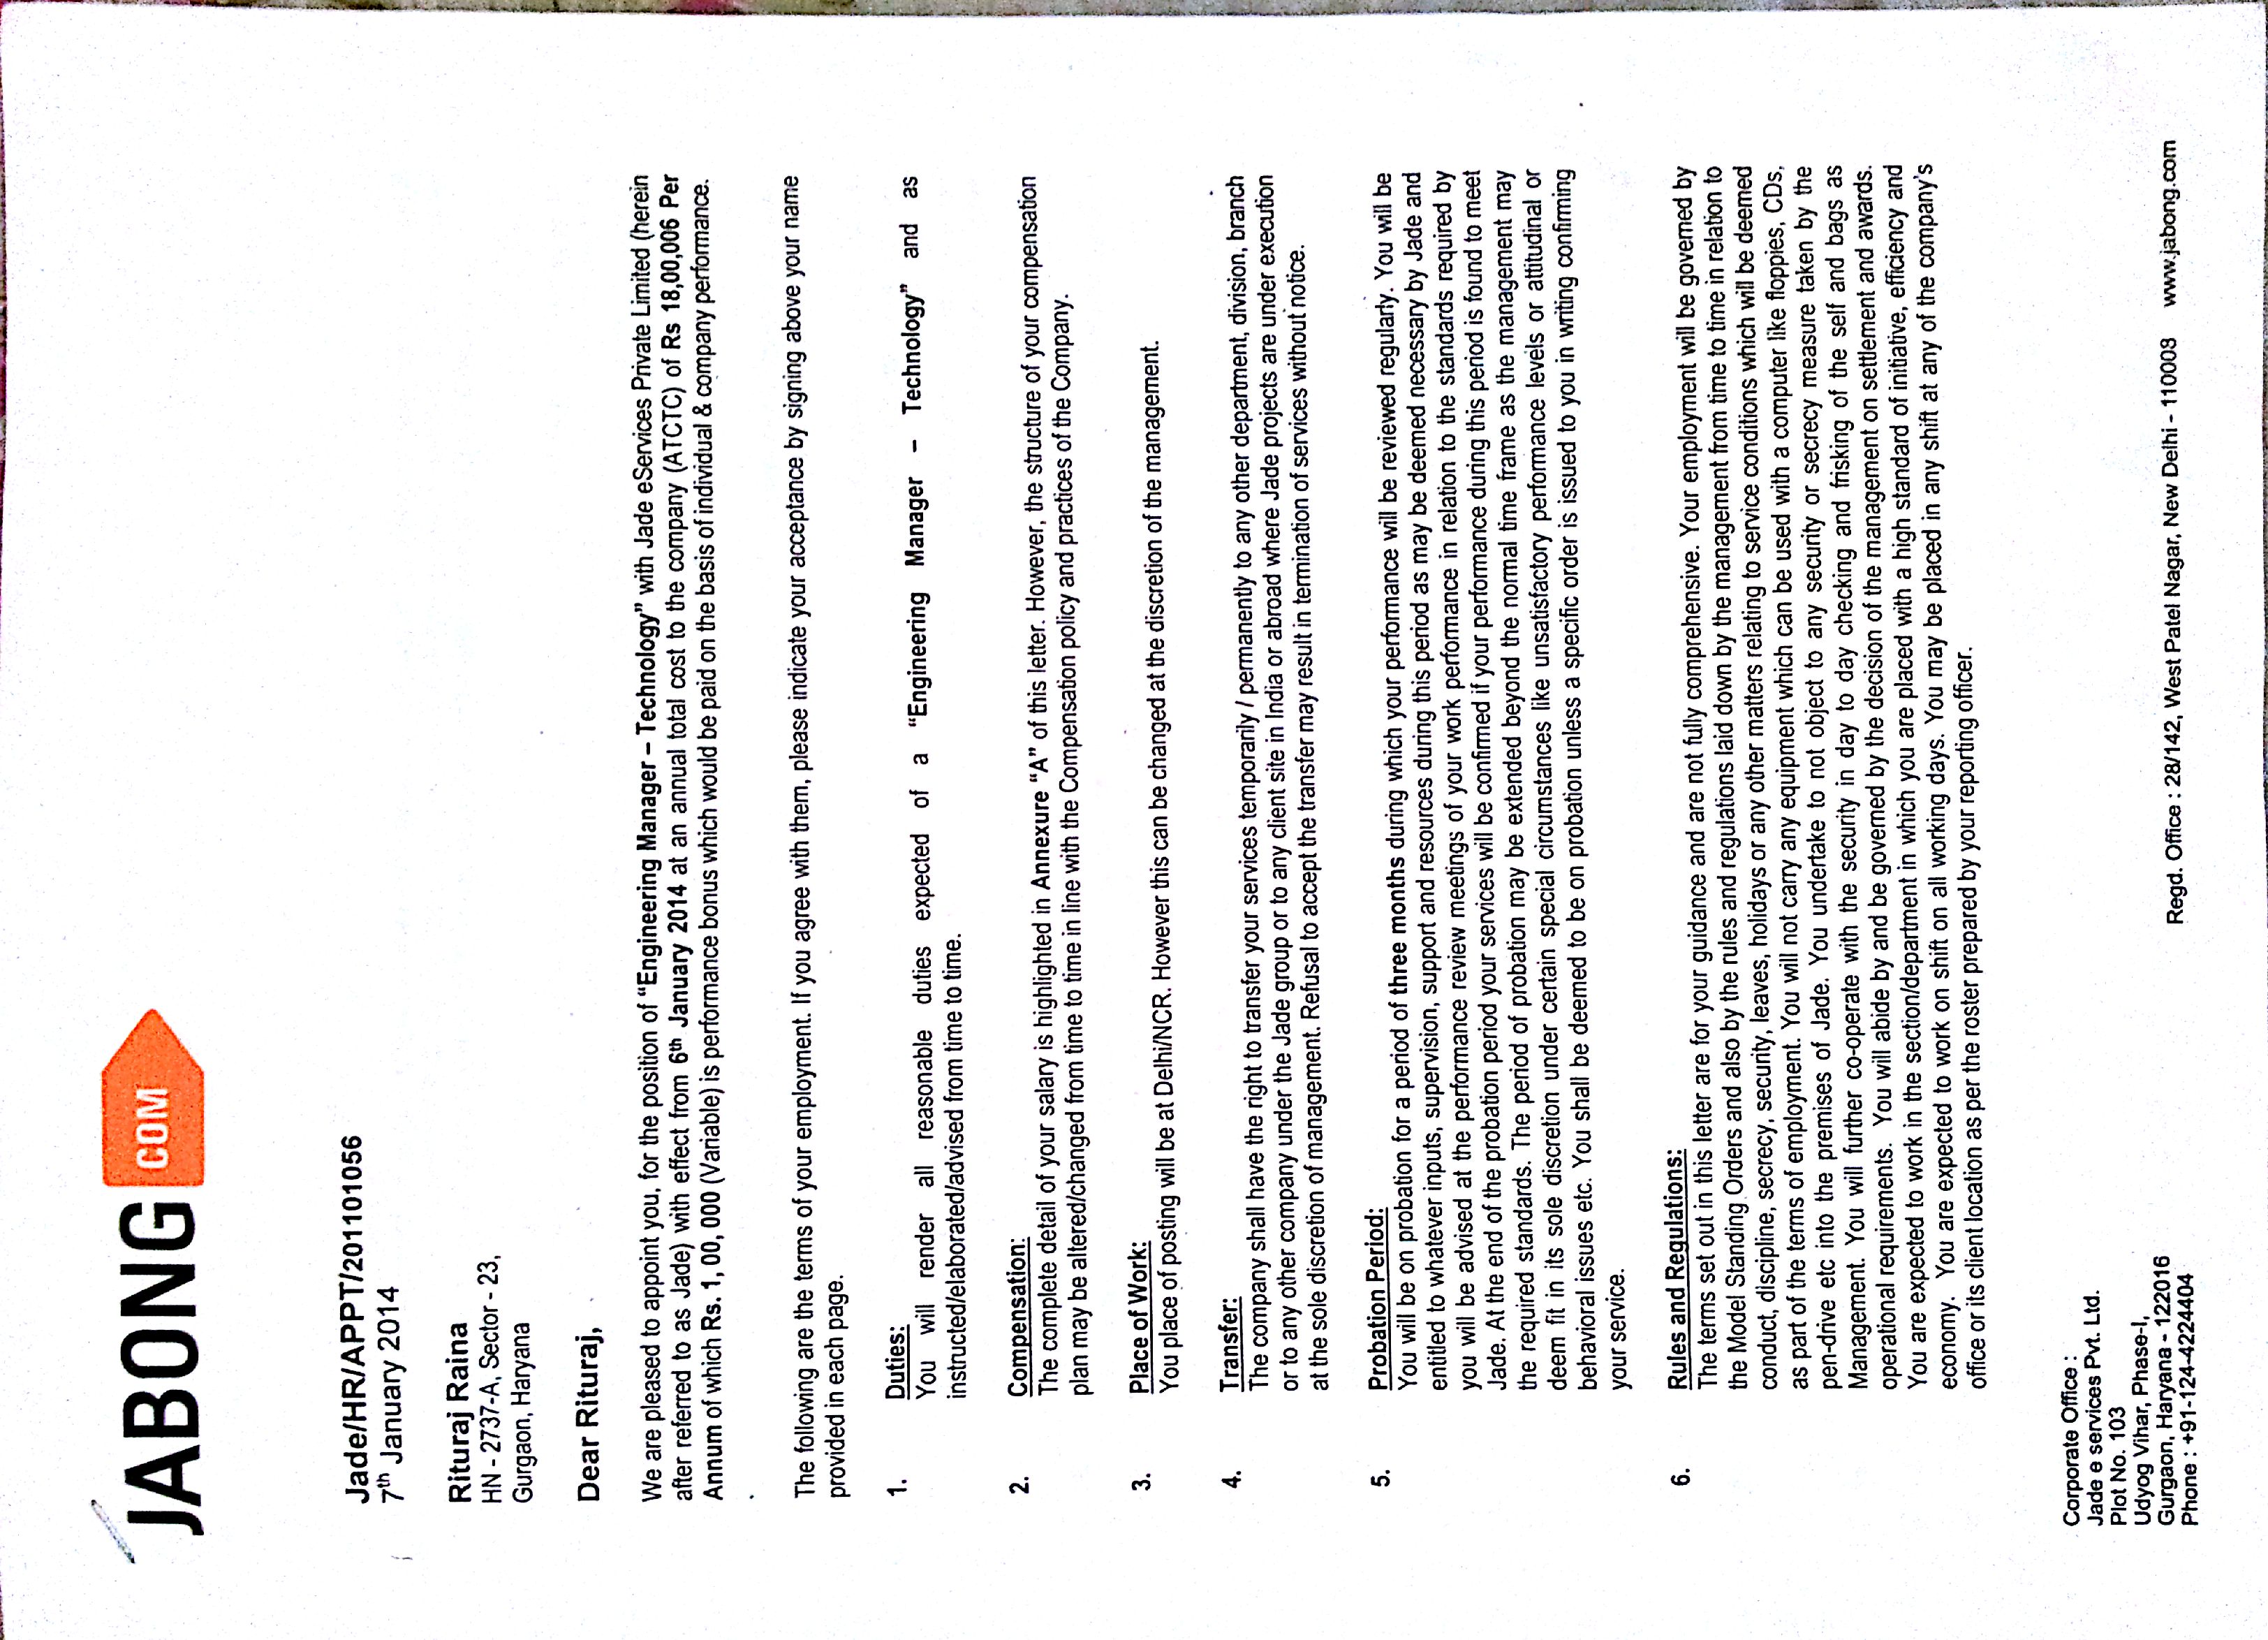 JABONG COM
Jade/HR/APPT/201101056
7th January 2014
Rituraj Raina
HN - 2737-A, Sector - 23,
Gurgaon, Haryana
Dear Rituraj,
We are pleased to appoint you, for the position of “Engineering Manager – Technology” with Jade eServices Private Limited (herein
after referred to as Jade) with effect from 6th January 2014 at an annual total cost to the company (ATCTC) of Rs 18,00,006 Per
Annum of which Rs. 1, 00, 000 (Variable) is performance bonus which would be paid on the basis of individual & company performance.
The following are the terms of your employment. If you agree with them, please indicate your acceptance by signing above your name
provided in each page.
1. Duties:
You will render all reasonable duties expected of a “Engineering Manager – Technology” and as
instructed/elaborated/advised from time to time.
2. Compensation:
The complete detail of your salary is highlighted in Annexure “A” of this letter. However, the structure of your compensation
plan may be altered/changed from time to time in line with the Compensation policy and practices of the Company.
3. Place of Work:
You place of posting will be at Delhi/NCR. However this can be changed at the discretion of the management.
4. Transfer:
The company shall have the right to transfer your services temporarily / permanently to any other department, division, branch
or to any other company under the Jade group or to any client site in India or abroad where Jade projects are under execution
at the sole discretion of management. Refusal to accept the transfer may result in termination of services without notice.
5. Probation Period:
You will be on probation for a period of three months during which your performance will be reviewed regularly. You will be
entitled to whatever inputs, supervision, support and resources during this period as may be deemed necessary by Jade and
you will be advised at the performance review meetings of your work performance in relation to the standards required by
Jade. At the end of the probation period your services will be confirmed if your performance during this period is found to meet
the required standards. The period of probation may be extended beyond the normal time frame as the management may
deem fit in its sole discretion under certain special circumstances like unsatisfactory performance levels or attitudinal or
behavioral issues etc. You shall be deemed to be on probation unless a specific order is issued to you in writing confirming
your service.
6. Rules and Regulations:
The terms set out in this letter are for your guidance and are not fully comprehensive. Your employment will be governed by
the Model Standing Orders and also by the rules and regulations laid down by the management from time to time in relation to
conduct, discipline, secrecy, security, leaves, holidays or any other matters relating to service conditions which will be deemed
as part of the terms of employment. You will not carry any equipment which can be used with a computer like floppies, CDs,
pen-drive etc into the premises of Jade. You undertake to not object to any security or secrecy measure taken by the
Management. You will further co-operate with the security in day to day checking and frisking of the self and bags as
operational requirements. You will abide by and be governed by the decision of the management on settlement and awards.
You are expected to work in the section/department in which you are placed with a high standard of initiative, efficiency and
economy. You are expected to work on shift on all working days. You may be placed in any shift at any of the company’s
office or its client location as per the roster prepared by your reporting officer.
Corporate Office :
Jade e services Pvt. Ltd.
Plot No. 103
Udyog Vihar, Phase-I,
Gurgaon, Haryana - 122016
Phone : +91-124-4224404
Regd. Office : 28/142, West Patel Nagar, New Delhi - 110008 www.jabong.com